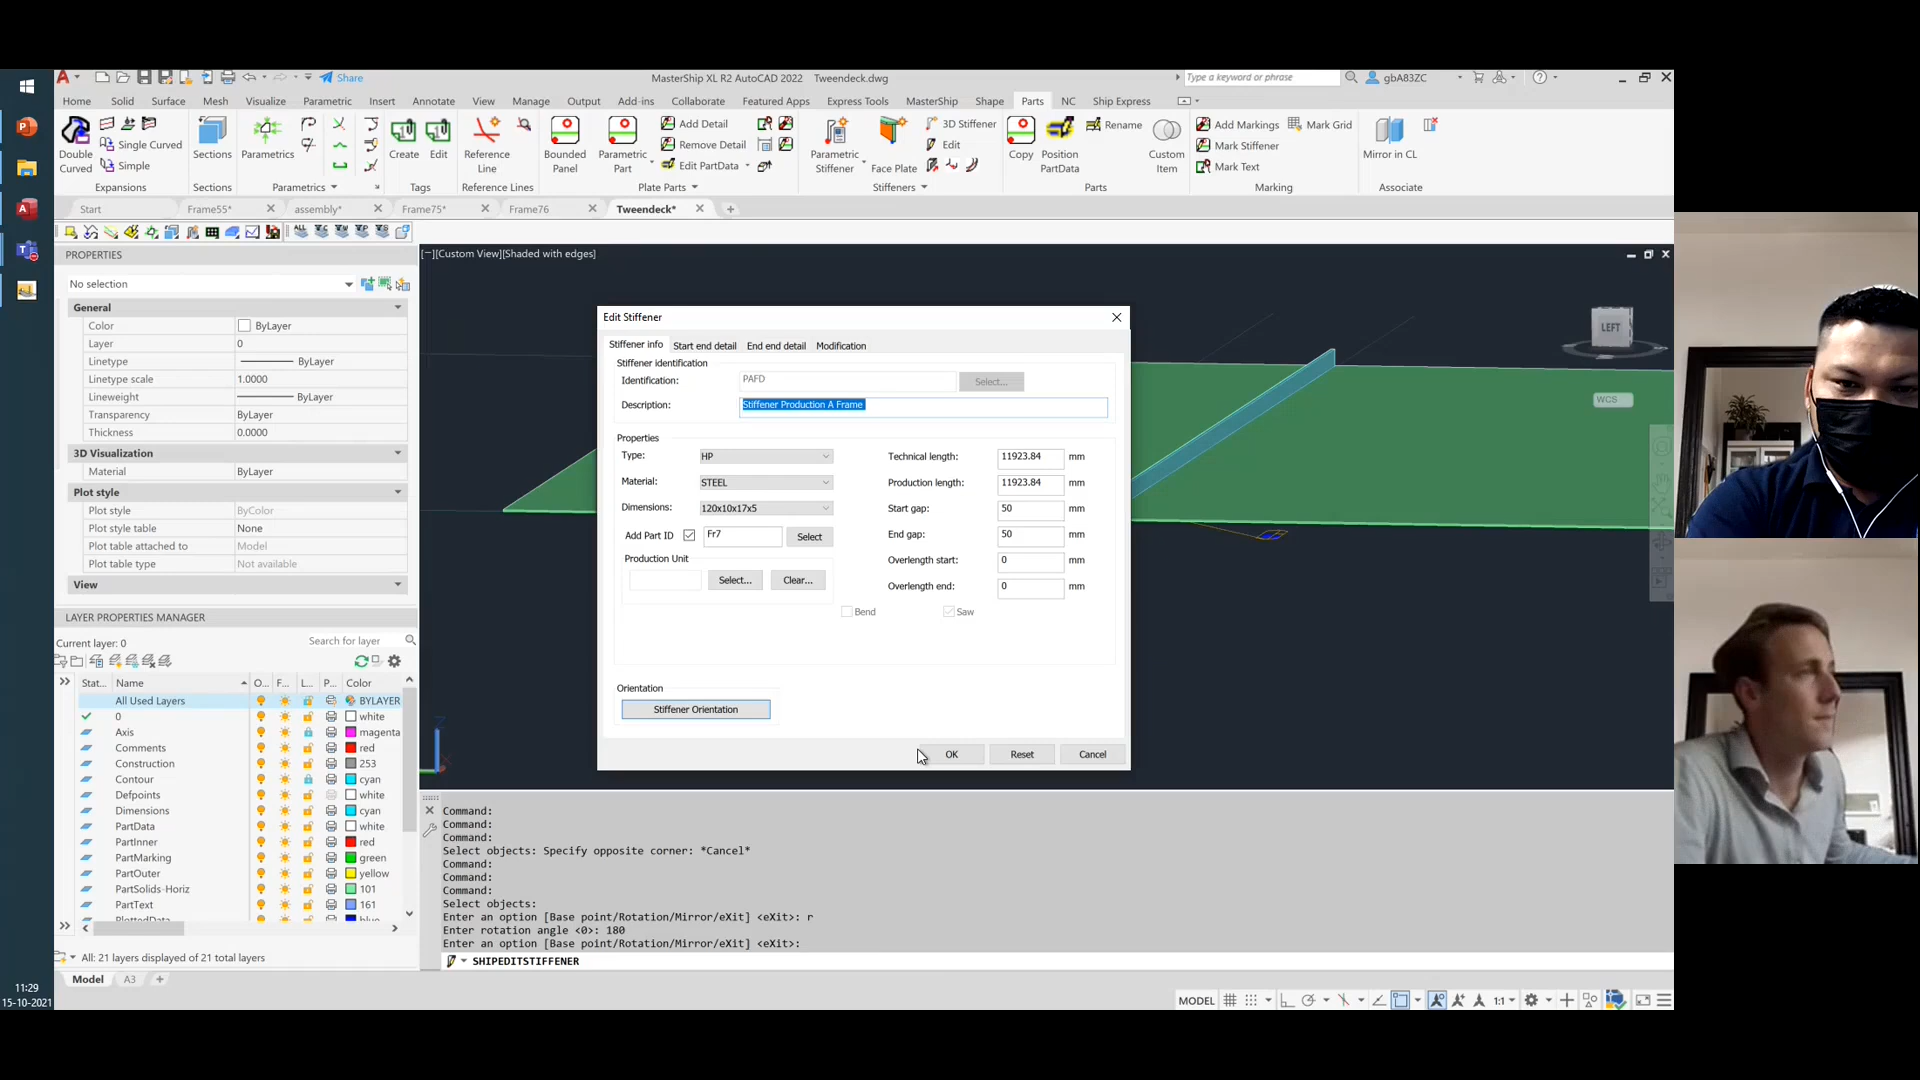 Share
MasterShip XL R2 AutoCAD 2022 Tweendeck.dwg
Type a keyword or phrase
gbA83ZC
Home Solid Surface Mesh Visualize Parametric Insert Annotate View Manage Output Add-ins Collaborate Featured Apps Express Tools MasterShip Shape Parts NC Ship Express
Double Curved
Single Curved
Simple
Expansions
Sections
Sections
Parametrics
Parametrics
Create Edit
Tags
Reference Line
Reference Lines
Bounded Panel
Parametric Part
Add Detail
Remove Detail
Edit PartData
Plate Parts
Parametric Stiffener
Face Plate
3D Stiffener
Edit
Stiffeners
Copy
Position PartData
Rename
Custom Item
Parts
Add Markings
Mark Grid
Mark Stiffener
Mark Text
Marking
Mirror in CL
Associate
Start Frame55* assembly* Frame75* Frame76 Tweendeck*
PROPERTIES
No selection
General
Color ByLayer
Layer 0
Linetype ByLayer
Linetype scale 1.0000
Lineweight ByLayer
Transparency ByLayer
Thickness 0.0000
3D Visualization
Material ByLayer
Plot style
Plot style ByColor
Plot style table None
Plot table attached to Model
Plot table type Not available
View
LAYER PROPERTIES MANAGER
Current layer: 0
Search for layer
Stat... Name O... F... L... P... Color
All Used Layers BYLAYER
0 white
Axis magenta
Comments red
Construction 253
Contour cyan
Defpoints white
Dimensions cyan
PartData white
PartInner red
PartMarking green
PartOuter yellow
PartSolids-Horiz 101
PartText 161
PlottedData blue
All: 21 layers displayed of 21 total layers
Model A3
[−][Custom View][Shaded with edges]
LEFT
WCS
Z
Edit Stiffener
Stiffener info Start end detail End end detail Modification
Stiffener identification
Identification: PAFD Select...
Description: Stiffener Production A Frame
Properties
Type: HP
Material: STEEL
Dimensions: 120x10x17x5
Add Part ID Fr7 Select
Production Unit
Select... Clear...
Technical length: 11923.84 mm
Production length: 11923.84 mm
Start gap: 50 mm
End gap: 50 mm
Overlength start: 0 mm
Overlength end: 0 mm
Bend Saw
Orientation
Stiffener Orientation
OK Reset Cancel
Command:
Command:
Command:
Select objects: Specify opposite corner: *Cancel*
Command:
Command:
Command:
Select objects:
Enter an option [Base point/Rotation/Mirror/eXit] <eXit>: r
Enter rotation angle <0>: 180
Enter an option [Base point/Rotation/Mirror/eXit] <eXit>:
SHIPEDITSTIFFENER
MODEL
1:1
11:29
15-10-2021